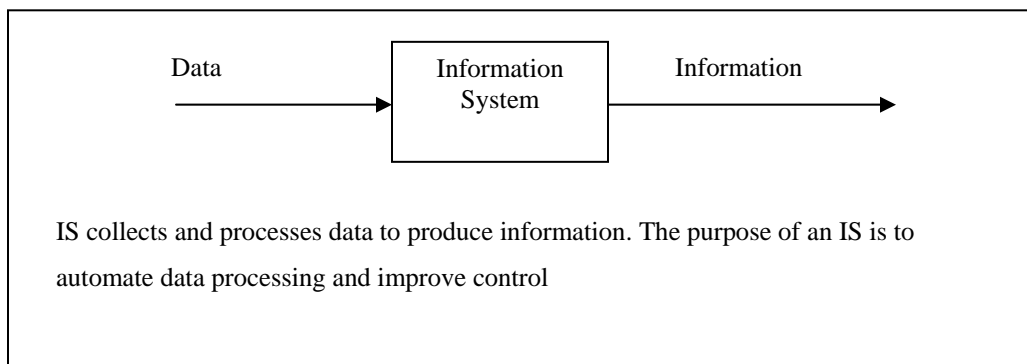 Data
Information
System
Information
IS collects and processes data to produce information. The purpose of an IS is to
automate data processing and improve control